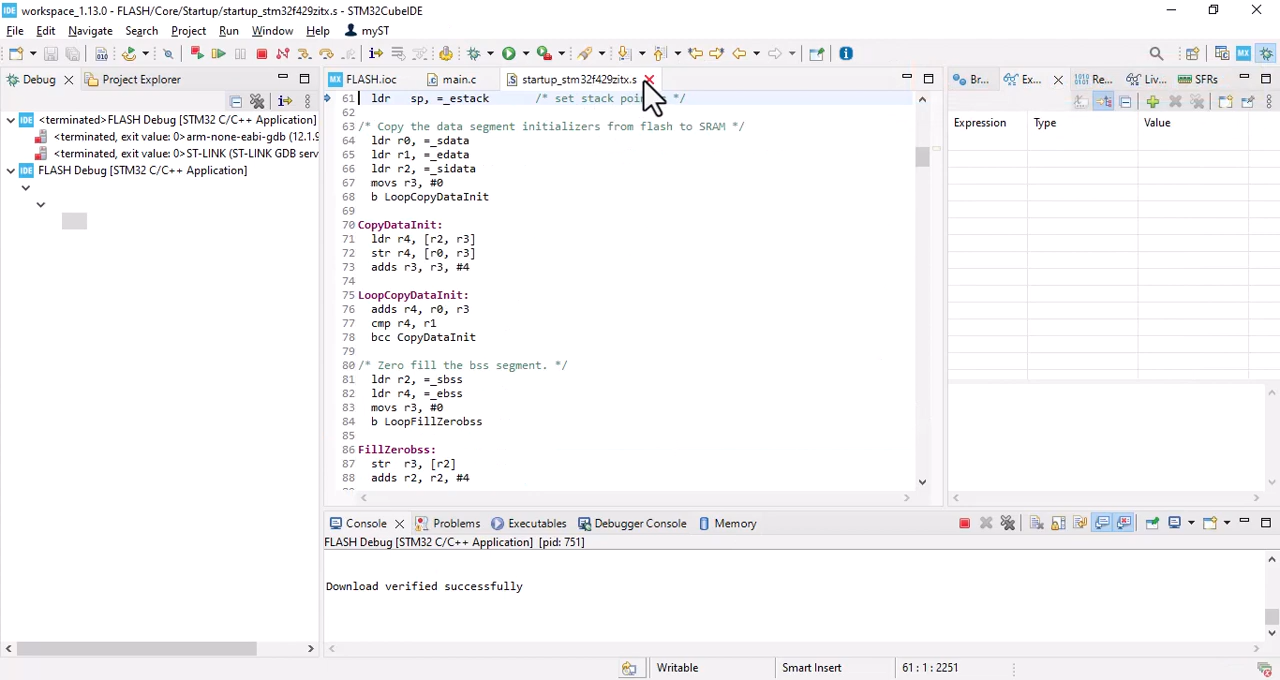 workspace_1.13.0 - FLASH/Core/Startup/startup_stm32f429zitx.s - STM32CubeIDE
File Edit Navigate Search Project Run Window Help myST
Debug Project Explorer
<terminated>FLASH Debug [STM32 C/C++ Application]
<terminated, exit value: 0>arm-none-eabi-gdb (12.1.9
<terminated, exit value: 0>ST-LINK (ST-LINK GDB serv
FLASH Debug [STM32 C/C++ Application]
FLASH.ioc main.c startup_stm32f429zitx.s
61 ldr sp, =_estack /* set stack */
62
63 /* Copy the data segment initializers from flash to SRAM */
64 ldr r0, =_sdata
65 ldr r1, =_edata
66 ldr r2, =_sidata
67 movs r3, #0
68 b LoopCopyDataInit
69
70 CopyDataInit:
71 ldr r4, [r2, r3]
72 str r4, [r0, r3]
73 adds r3, r3, #4
74
75 LoopCopyDataInit:
76 adds r4, r0, r3
77 cmp r4, r1
78 bcc CopyDataInit
79
80 /* Zero fill the bss segment. */
81 ldr r2, =_sbss
82 ldr r4, =_ebss
83 movs r3, #0
84 b LoopFillZerobss
85
86 FillZerobss:
87 str r3, [r2]
88 adds r2, r2, #4
Br... Ex... Re... Liv... SFRs
Expression Type Value
Console Problems Executables Debugger Console Memory
FLASH Debug [STM32 C/C++ Application] [pid: 751]
Download verified successfully
Writable Smart Insert 61 : 1 : 2251